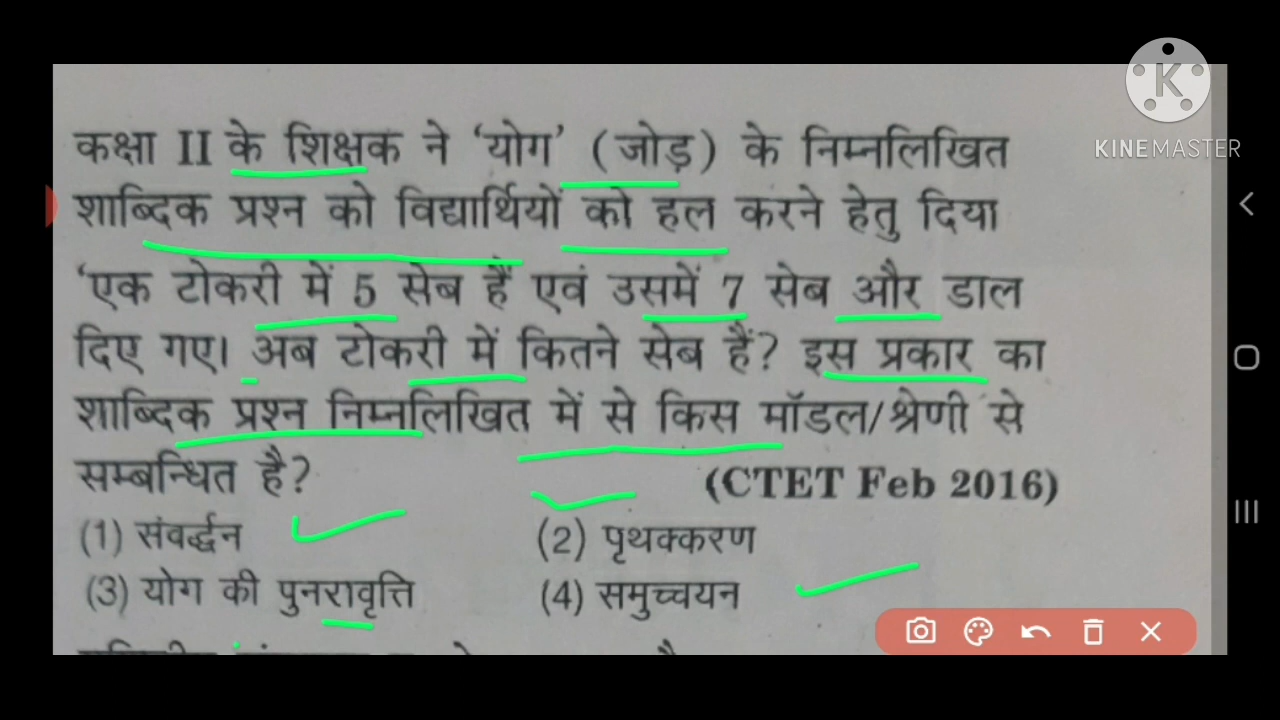 KINEMASTER
कक्षा II के शिक्षक ने ‘योग’ (जोड़) के निम्नलिखित
शाब्दिक प्रश्न को विद्यार्थियों को हल करने हेतु दिया
‘एक टोकरी में 5 सेब हैं एवं उसमें 7 सेब और डाल
दिए गए। अब टोकरी में कितने सेब हैं? इस प्रकार का
शाब्दिक प्रश्न निम्नलिखित में से किस मॉडल/श्रेणी से
सम्बन्धित है? (CTET Feb 2016)
(1) संवर्द्धन (2) पृथक्करण
(3) योग की पुनरावृत्ति (4) समुच्चयन